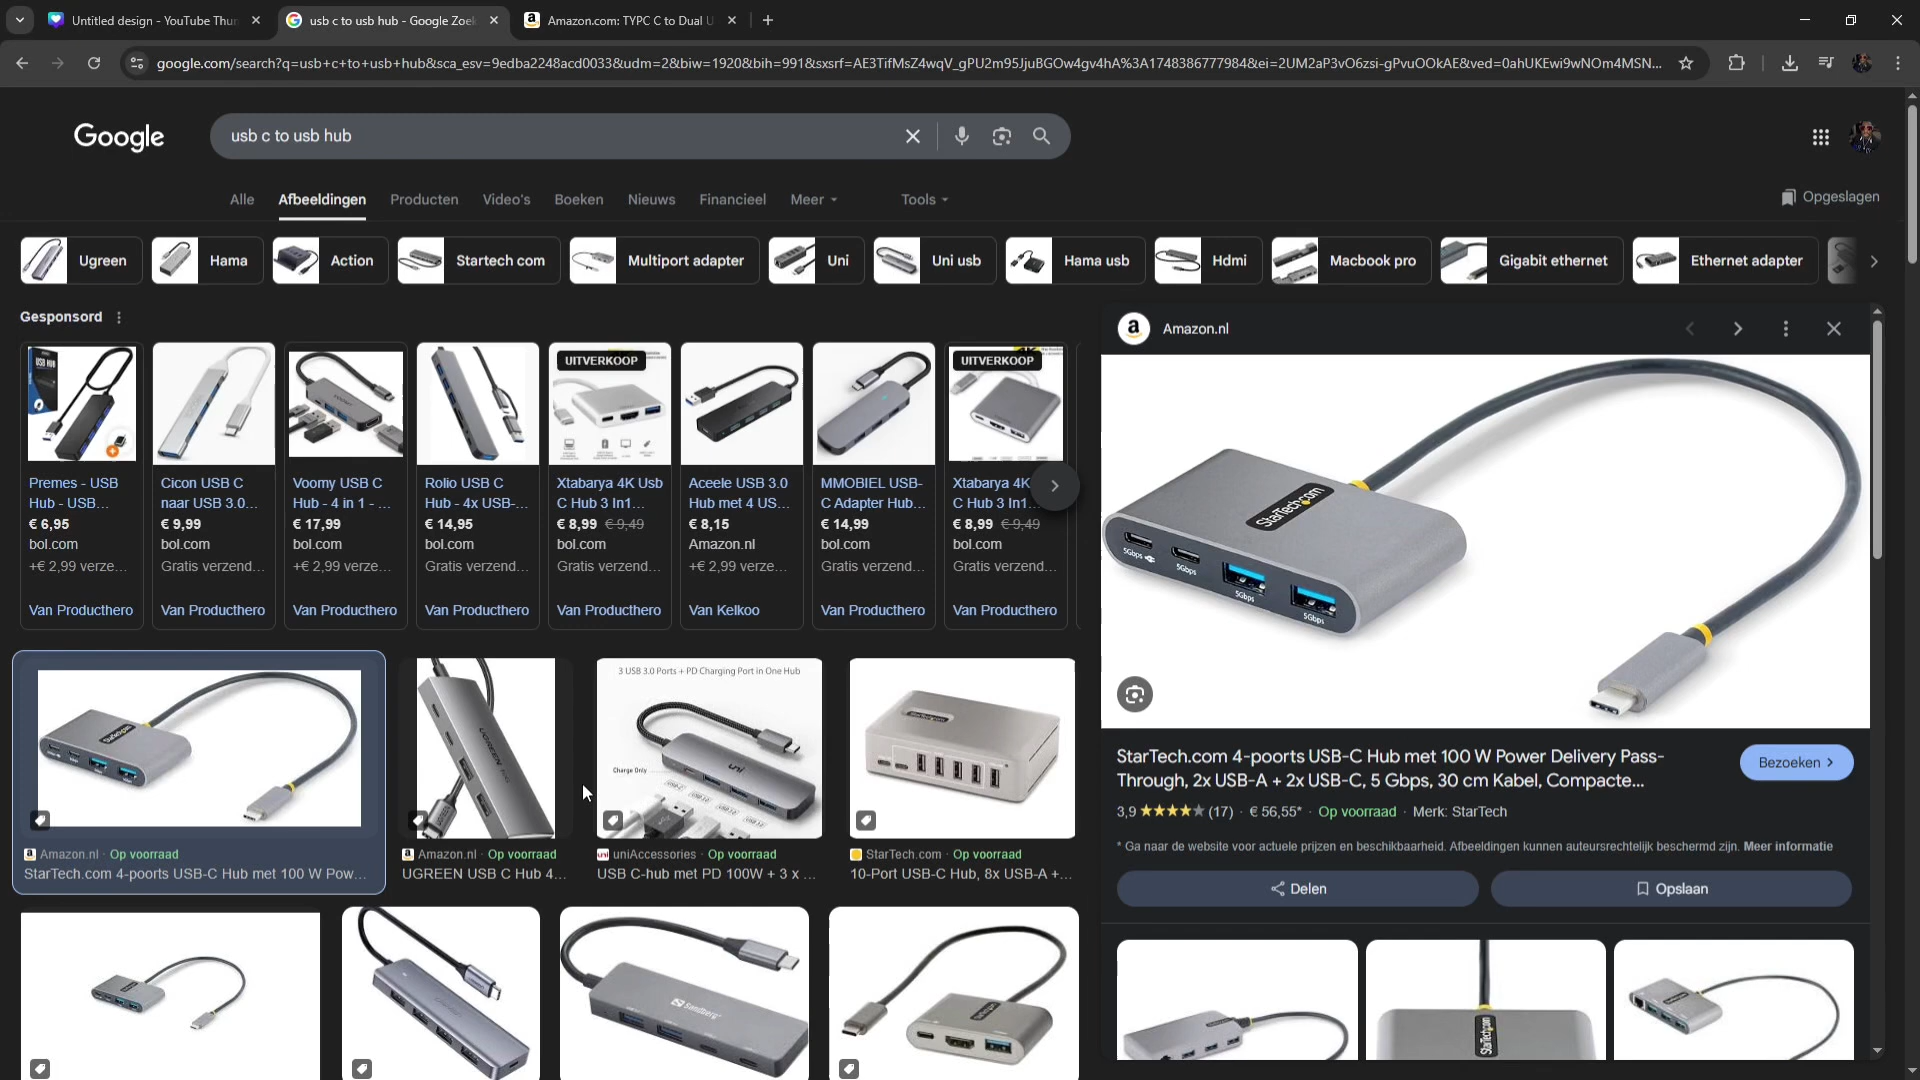 Untitled design - YouTube Thu
usb c to usb hub - Google Zoek
Amazon.com: TYPC C to Dual U
google.com/search?q=usb+c+to+usb+hub&sca_esv=9edba2248acd0033&udm=2&biw=1920&bih=991&sxsrf=AE3TifMsZ4wqV_gPU2m95JjuBGOw4gv4hA%3A1748386777984&ei=2UM2aP3vO6zsi-gPvuOOkAE&ved=0ahUKEwi9wNOm4MSN...
Google
usb c to usb hub
Alle
Afbeeldingen
Producten
Video's
Boeken
Nieuws
Financieel
Meer
Tools
Opgeslagen
Ugreen
Hama
Action
Startech com
Multiport adapter
Uni
Uni usb
Hama usb
Hdmi
Macbook pro
Gigabit ethernet
Ethernet adapter
Gesponsord
USB HUB
Premes - USB
Hub - USB...
€ 6,95
bol.com
+€ 2,99 verze...
Van Producthero
Cicon USB C
naar USB 3.0...
€ 9,99
bol.com
Gratis verzend...
Van Producthero
Voomy USB C
Hub - 4 in 1 - ...
€ 17,99
bol.com
+€ 2,99 verze...
Van Producthero
Rolio USB C
Hub - 4x USB-...
€ 14,95
bol.com
Gratis verzend...
Van Producthero
UITVERKOOP
Xtabarya 4K Usb
C Hub 3 In1...
€ 8,99 € 9,49
bol.com
Gratis verzend...
Van Producthero
Aceele USB 3.0
Hub met 4 US...
€ 8,15
Amazon.nl
+€ 2,99 verze...
Van Kelkoo
MMOBIEL USB-
C Adapter Hub...
€ 14,99
bol.com
Gratis verzend...
Van Producthero
UITVERKOOP
Xtabarya 4K
C Hub 3 In1...
€ 8,99 € 9,49
bol.com
Gratis verzend...
Van Producthero
StarTech.com
Amazon.nl · Op voorraad
StarTech.com 4-poorts USB-C Hub met 100 W Pow...
UGREEN
Amazon.nl · Op voorraad
UGREEN USB C Hub 4...
3 USB 3.0 Ports + PD Charging Port in One Hub
Charge Only
uni
uniAccessories · Op voorraad
USB C-hub met PD 100W + 3 x ...
StarTech.com · Op voorraad
10-Port USB-C Hub, 8x USB-A +...
Sandberg
Amazon.nl
StarTech.com
5Gbps
5Gbps
5Gbps
5Gbps
StarTech.com 4-poorts USB-C Hub met 100 W Power Delivery Pass-
Through, 2x USB-A + 2x USB-C, 5 Gbps, 30 cm Kabel, Compacte...
Bezoeken
3,9 (17) · € 56,55* · Op voorraad · Merk: StarTech
* Ga naar de website voor actuele prijzen en beschikbaarheid. Afbeeldingen kunnen auteursrechtelijk beschermd zijn. Meer informatie
Delen
Opslaan
StarTech.com